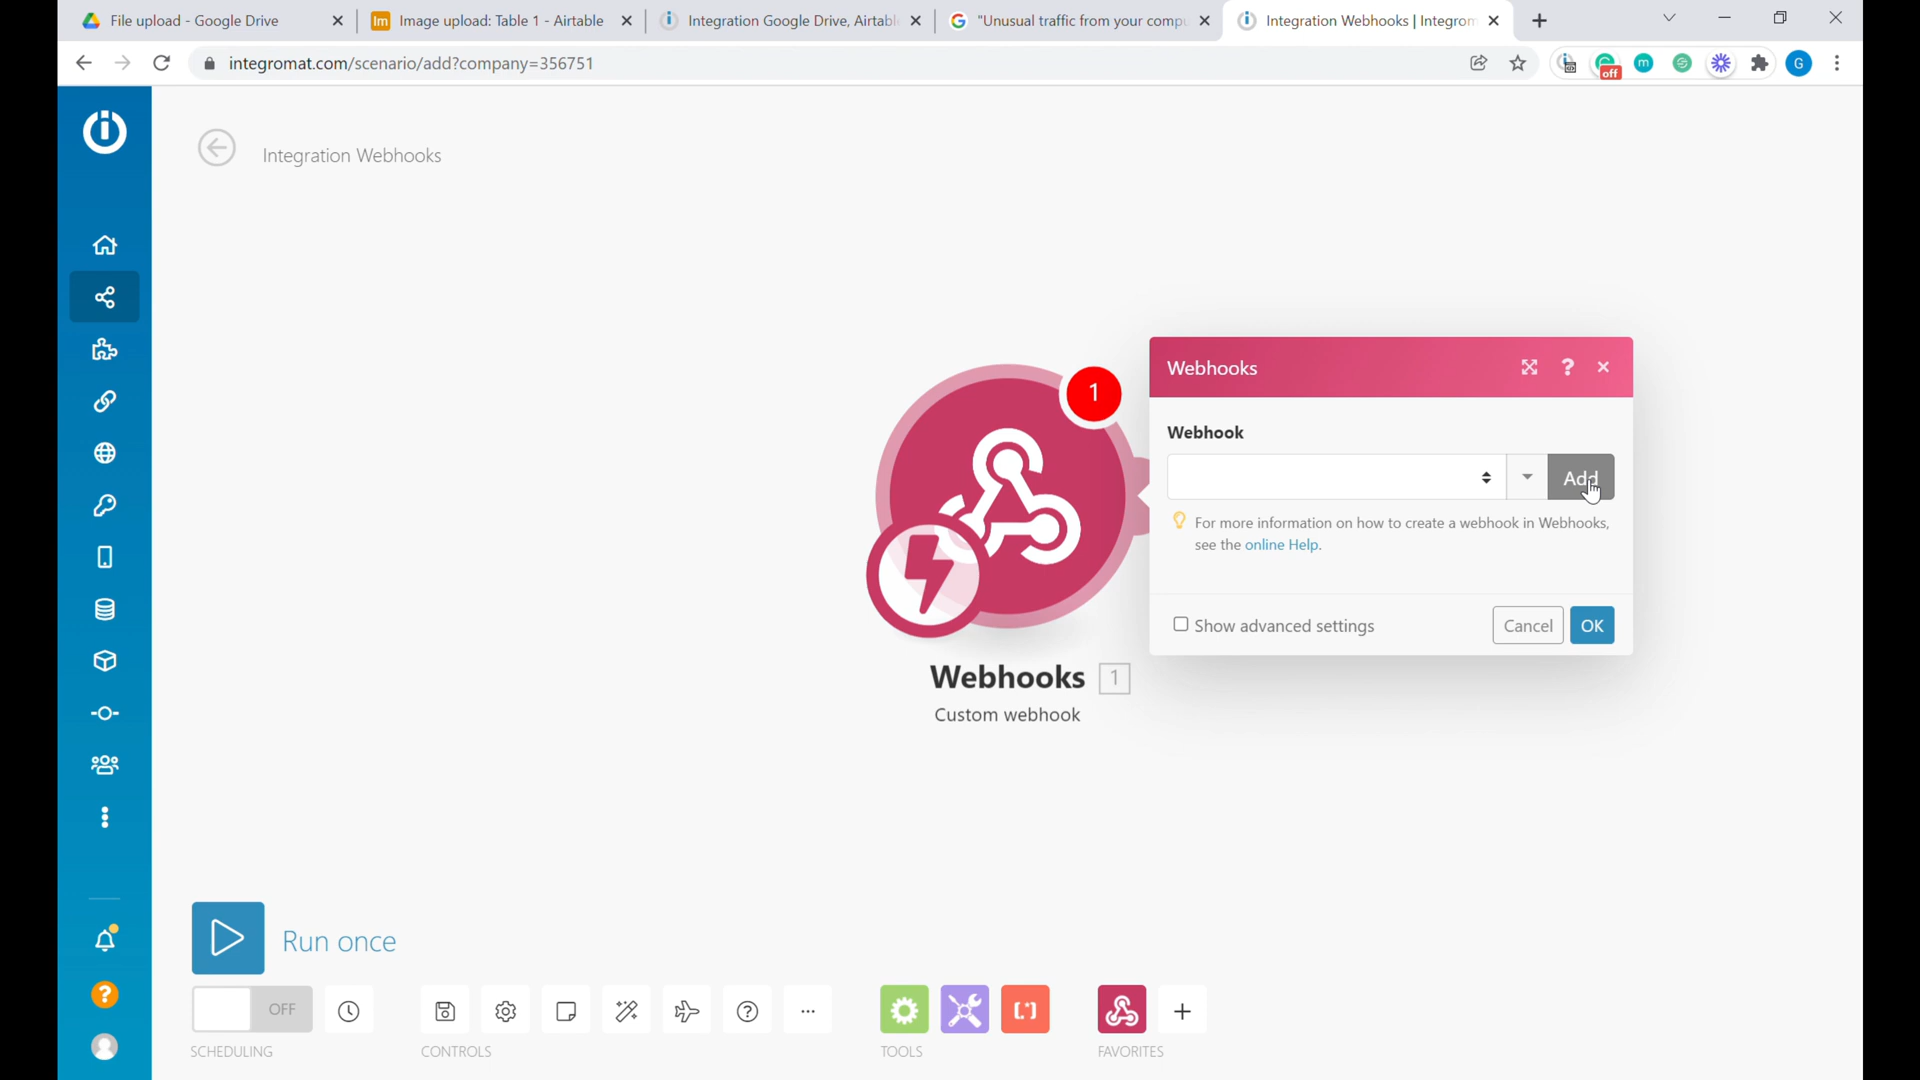 File upload - Google Drive
Image upload: Table 1 - Airtable
Integration Google Drive, Airtabl
"Unusual traffic from your compu
Integration Webhooks | Integrom
integromat.com/scenario/add?company=356751
off
m
G
Integration Webhooks
1
Webhooks
Webhook
Add
For more information on how to create a webhook in Webhooks,
see the online Help.
Show advanced settings
Cancel
OK
Webhooks 1
Custom webhook
Run once
OFF
SCHEDULING
CONTROLS
TOOLS
FAVORITES